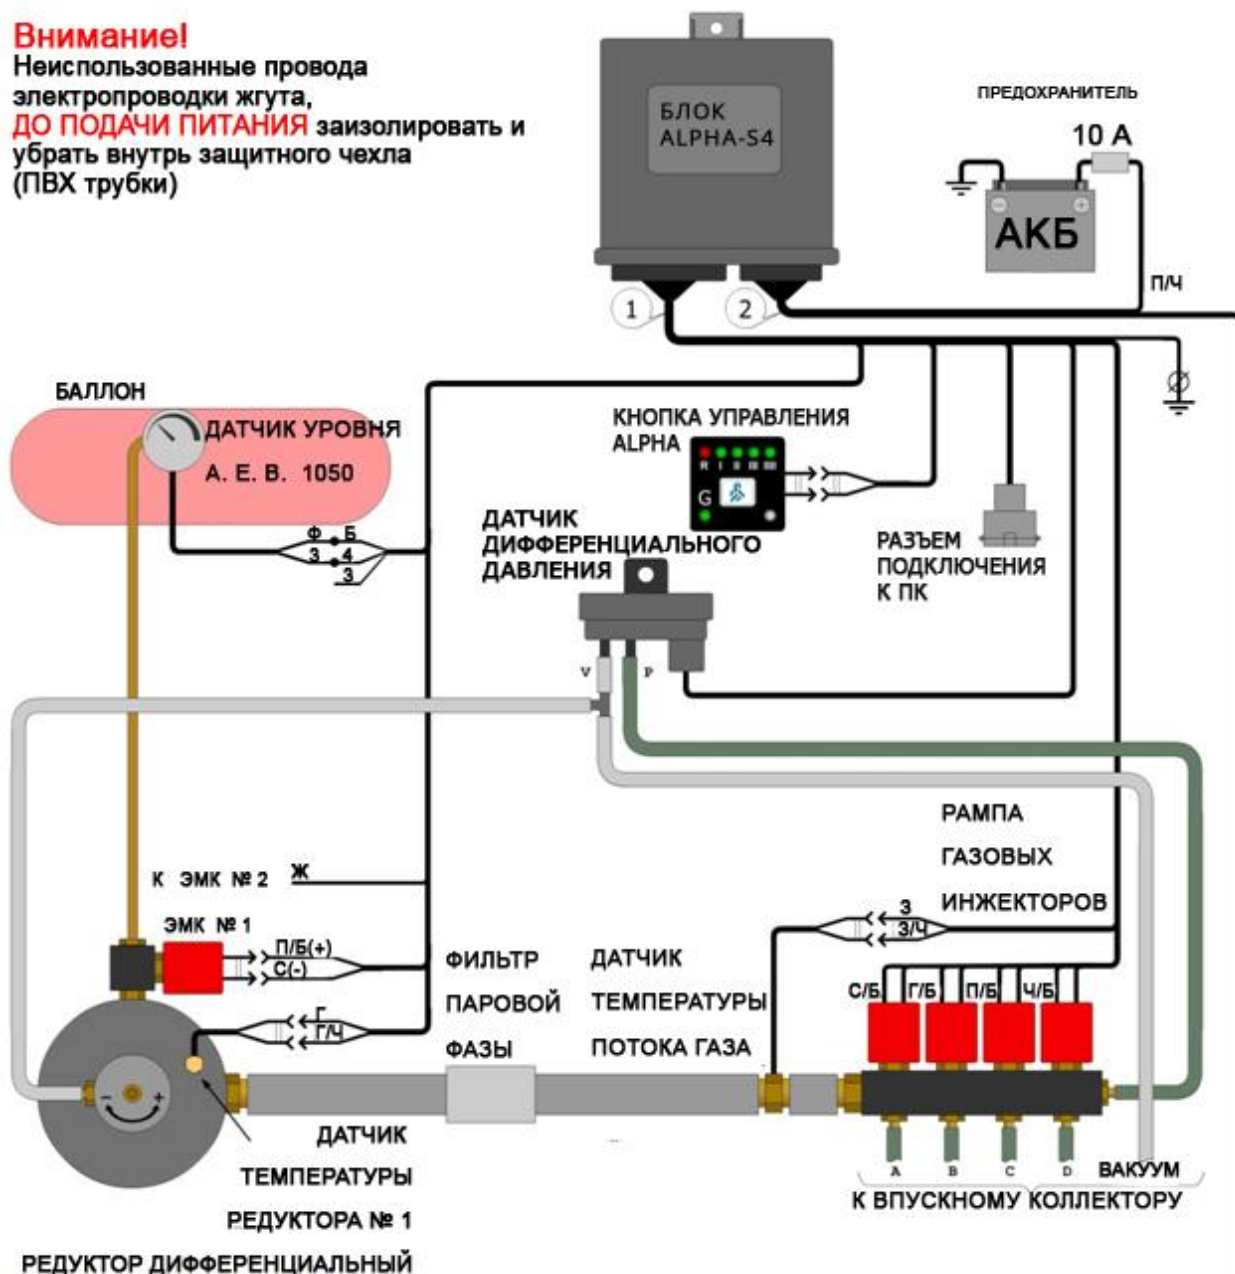 Внимание!
Неиспользованные провода
электропроводки жгута,
ДО ПОДАЧИ ПИТАНИЯ заизолировать и
убрать внутрь защитного чехла
(ПВХ трубки)
БЛОК
ALPHA-S4
ПРЕДОХРАНИТЕЛЬ
10 А
АКБ
П/Ч
1
2
БАЛЛОН
ДАТЧИК УРОВНЯ
А. Е. В. 1050
Ф Б
З 4
З
КНОПКА УПРАВЛЕНИЯ
ALPHA
R I II III IIII
G
ДАТЧИК
ДИФФЕРЕНЦИАЛЬНОГО
ДАВЛЕНИЯ
РАЗЪЕМ
ПОДКЛЮЧЕНИЯ
К ПК
V
P
К ЭМК № 2
Ж
ЭМК № 1
П/Б(+)
С(-)
Г
Г/Ч
- +
ФИЛЬТР
ПАРОВОЙ
ФАЗЫ
ДАТЧИК
ТЕМПЕРАТУРЫ
ПОТОКА ГАЗА
РАМПА
ГАЗОВЫХ
ИНЖЕКТОРОВ
З
З/Ч
С/Б Г/Б П/Б Ч/Б
A B C D ВАКУУМ
К ВПУСКНОМУ КОЛЛЕКТОРУ
ДАТЧИК
ТЕМПЕРАТУРЫ
РЕДУКТОРА № 1
РЕДУКТОР ДИФФЕРЕНЦИАЛЬНЫЙ